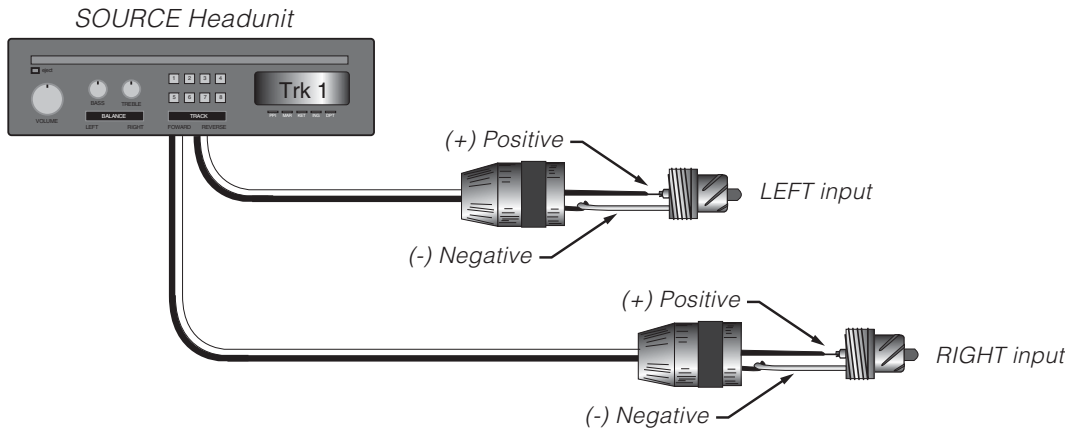 SOURCE Headunit
eject
1 2 3 4
Trk 1
BASS TREBLE
5 6 7 8
VOLUME
BALANCE TRACK
LEFT RIGHT FOWARD REVERSE
(+) Positive
LEFT input
(-) Negative
(+) Positive
RIGHT input
(-) Negative